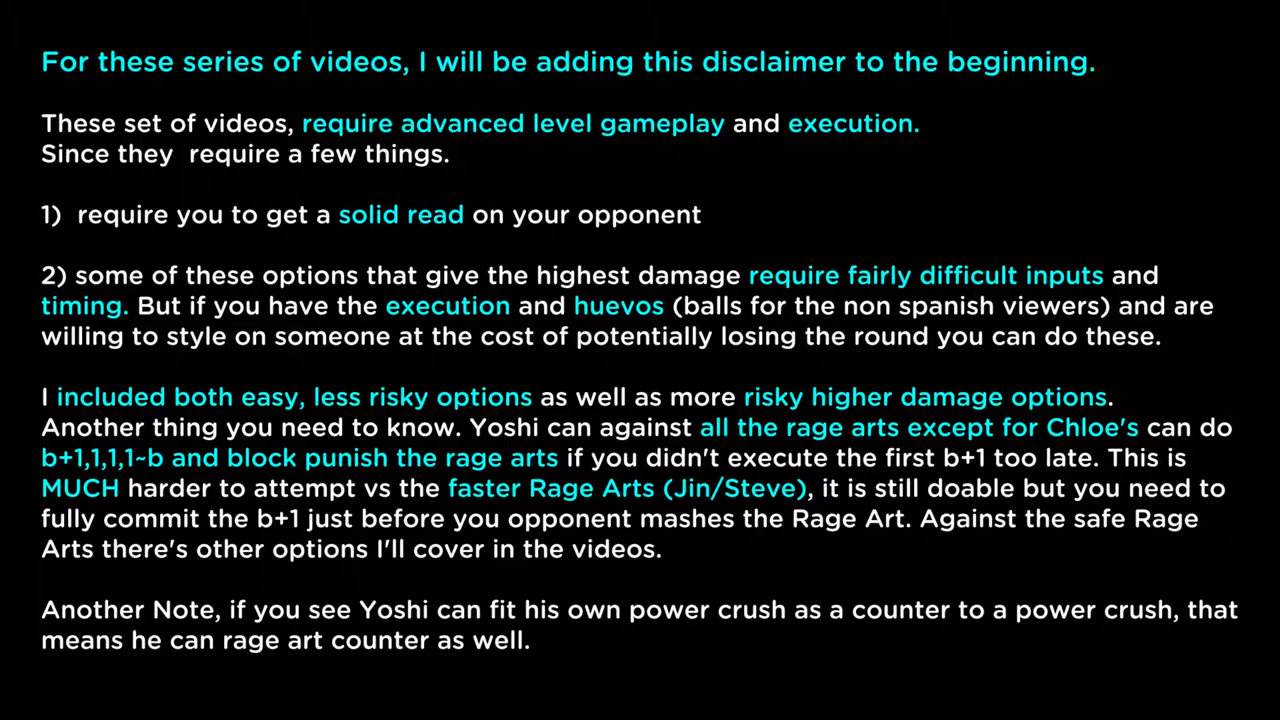 For these series of videos, I will be adding this disclaimer to the beginning.
These set of videos, require advanced level gameplay and execution.
Since they require a few things.
1) require you to get a solid read on your opponent
2) some of these options that give the highest damage require fairly difficult inputs and
timing. But if you have the execution and huevos (balls for the non spanish viewers) and are
willing to style on someone at the cost of potentially losing the round you can do these.
I included both easy, less risky options as well as more risky higher damage options.
Another thing you need to know. Yoshi can against all the rage arts except for Chloe's can do
b+1,1,1,1~b and block punish the rage arts if you didn't execute the first b+1 too late. This is
MUCH harder to attempt vs the faster Rage Arts (Jin/Steve), it is still doable but you need to
fully commit the b+1 just before you opponent mashes the Rage Art. Against the safe Rage
Arts there's other options I'll cover in the videos.
Another Note, if you see Yoshi can fit his own power crush as a counter to a power crush, that
means he can rage art counter as well.